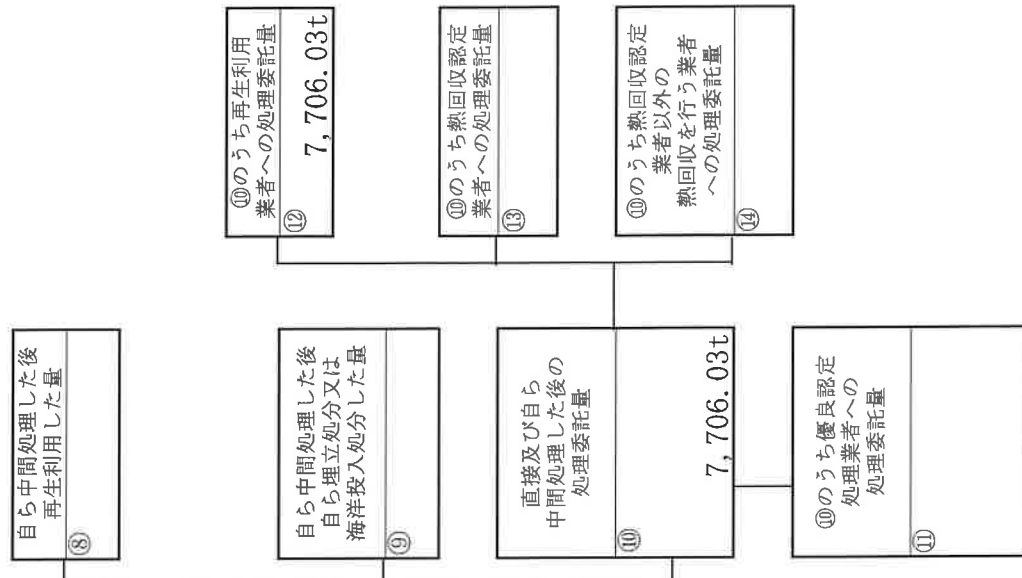 自ら中間処理した後
再生利用した量
⑧
自ら中間処理した後
自ら埋立処分又は
海洋投入処分した量
⑨
直接及び自ら
中間処理した後の
処理委託量
⑩
7,706.03t
⑩のうち優良認定
処理業者への
処理委託量
⑪
⑩のうち再生利用
業者への処理委託量
⑫
7,706.03t
⑩のうち熱回収認定
業者への処理委託量
⑬
⑩のうち熱回収認定
業者以外の
熱回収を行う業者
への処理委託量
⑭